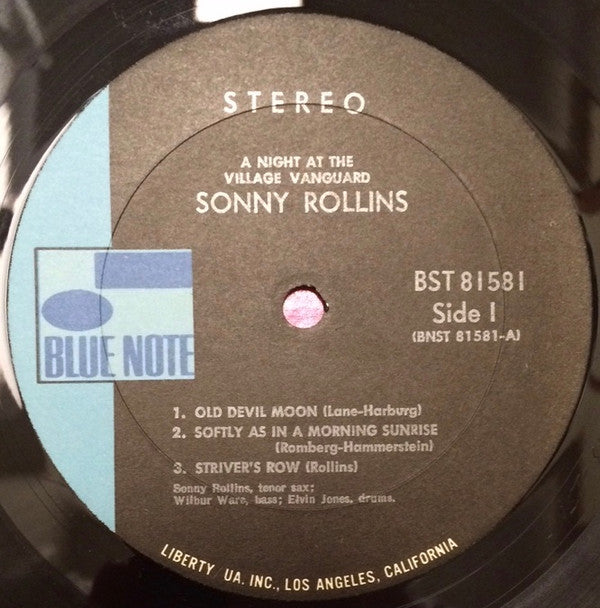 STEREO
A NIGHT AT THE
VILLAGE VANGUARD
SONNY ROLLINS
BST 81581
Side 1
(BNST 81581-A)
BLUE NOTE
1. OLD DEVIL MOON (Lane-Harburg)
2. SOFTLY AS IN A MORNING SUNRISE
(Romberg-Hammerstein)
3. STRIVER'S ROW (Rollins)
Sonny Rollins, tenor sax;
Wilbur Ware, bass; Elvin Jones, drums.
LIBERTY UA. INC., LOS ANGELES, CALIFORNIA